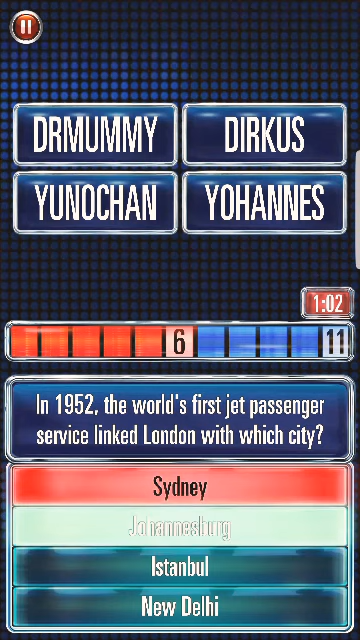 DRMUMMY DIRKUS
YUNOCHAN YOHANNES
1:02
6 11
In 1952, the world's first jet passenger
service linked London with which city?
Sydney
Johannesburg
Istanbul
New Delhi